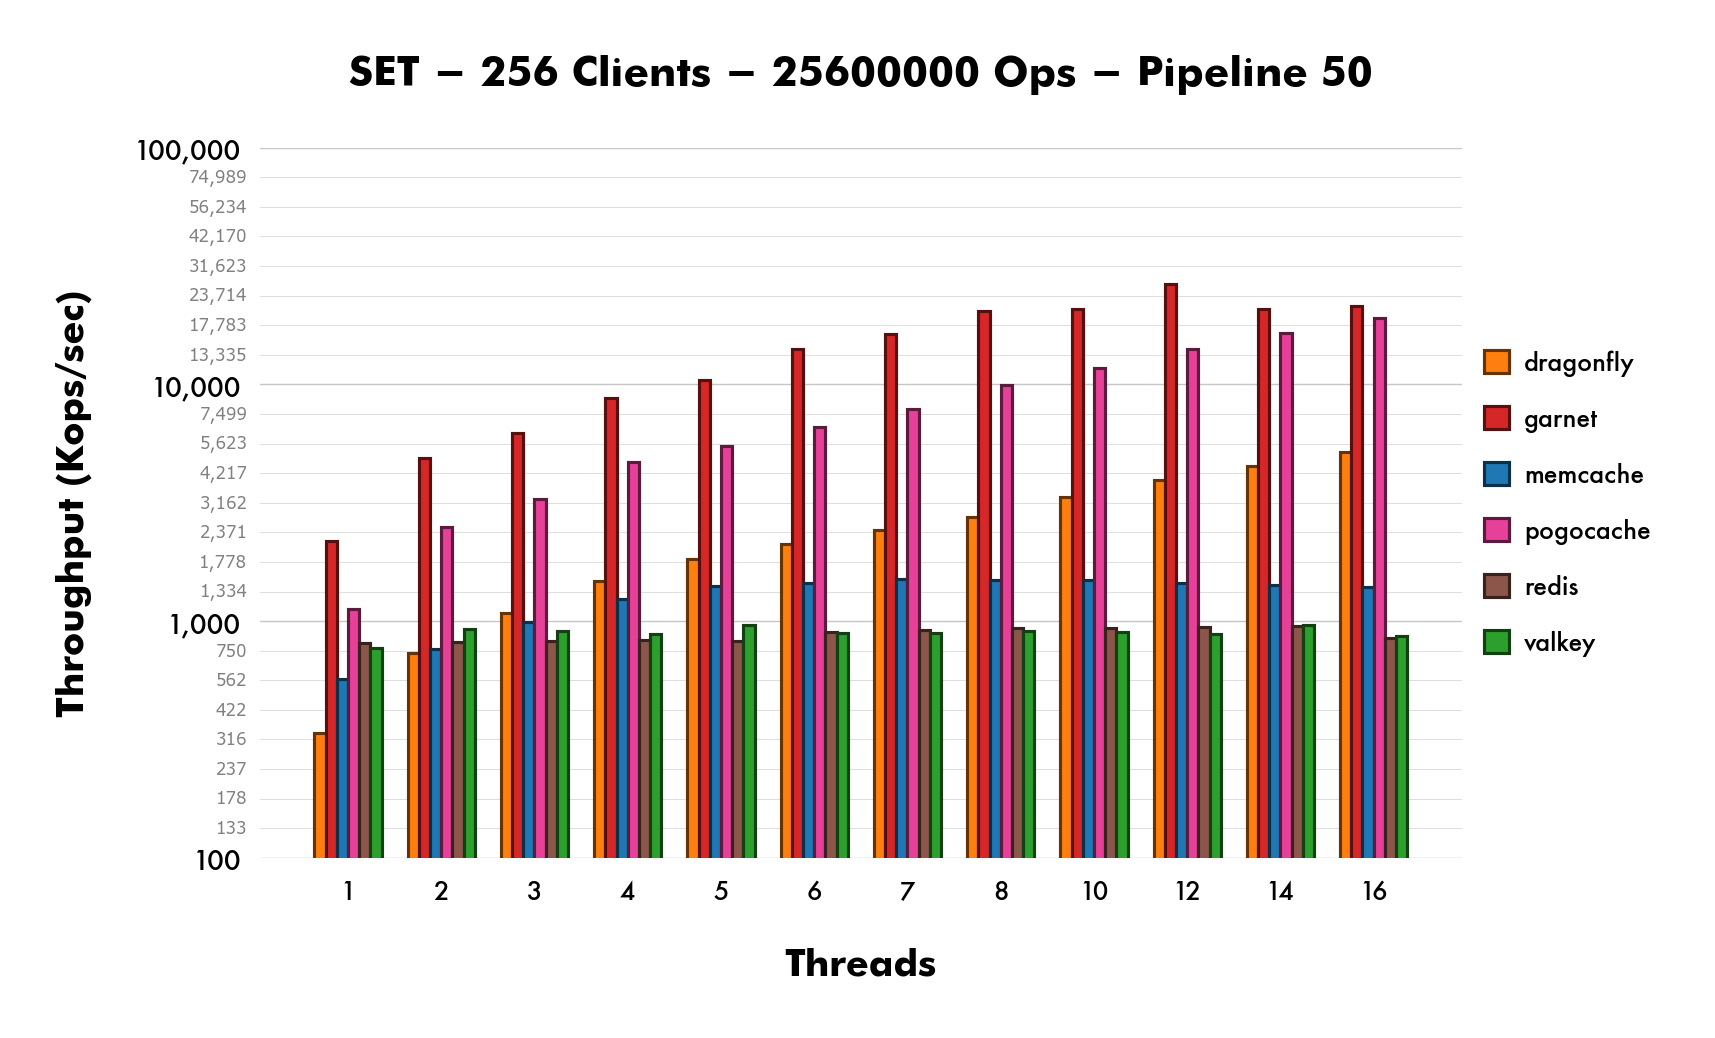 SET – 256 Clients – 25600000 Ops – Pipeline 50
Throughput (Kops/sec)
100,000
74,989
56,234
42,170
31,623
23,714
17,783
13,335
10,000
7,499
5,623
4,217
3,162
2,371
1,778
1,334
1,000
750
562
422
316
237
178
133
100
1 2 3 4 5 6 7 8 10 12 14 16
Threads
dragonfly
garnet
memcache
pogocache
redis
valkey